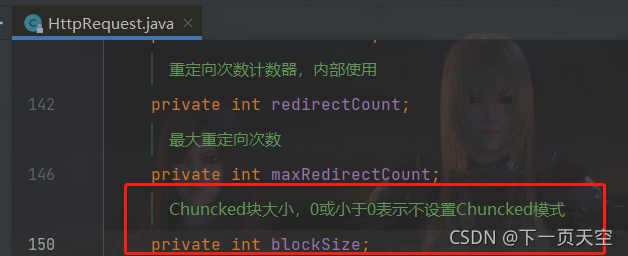 HttpRequest.java
重定向次数计数器，内部使用
142 private int redirectCount;
最大重定向次数
146 private int maxRedirectCount;
Chuncked块大小，0或小于0表示不设置Chuncked模式
150 private int blockSize;
CSDN @下一页天空